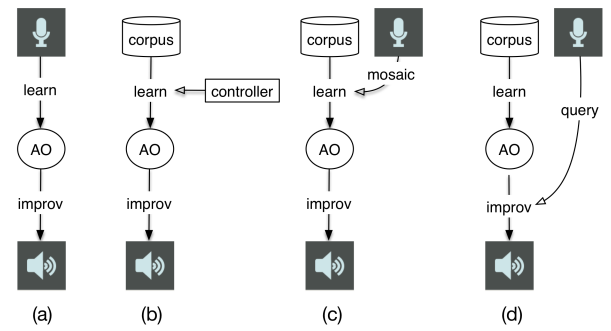 corpus
corpus
corpus
mosaic
learn
learn
controller
learn
learn
query
AO
AO
AO
AO
improv
improv
improv
improv
(a)
(b)
(c)
(d)